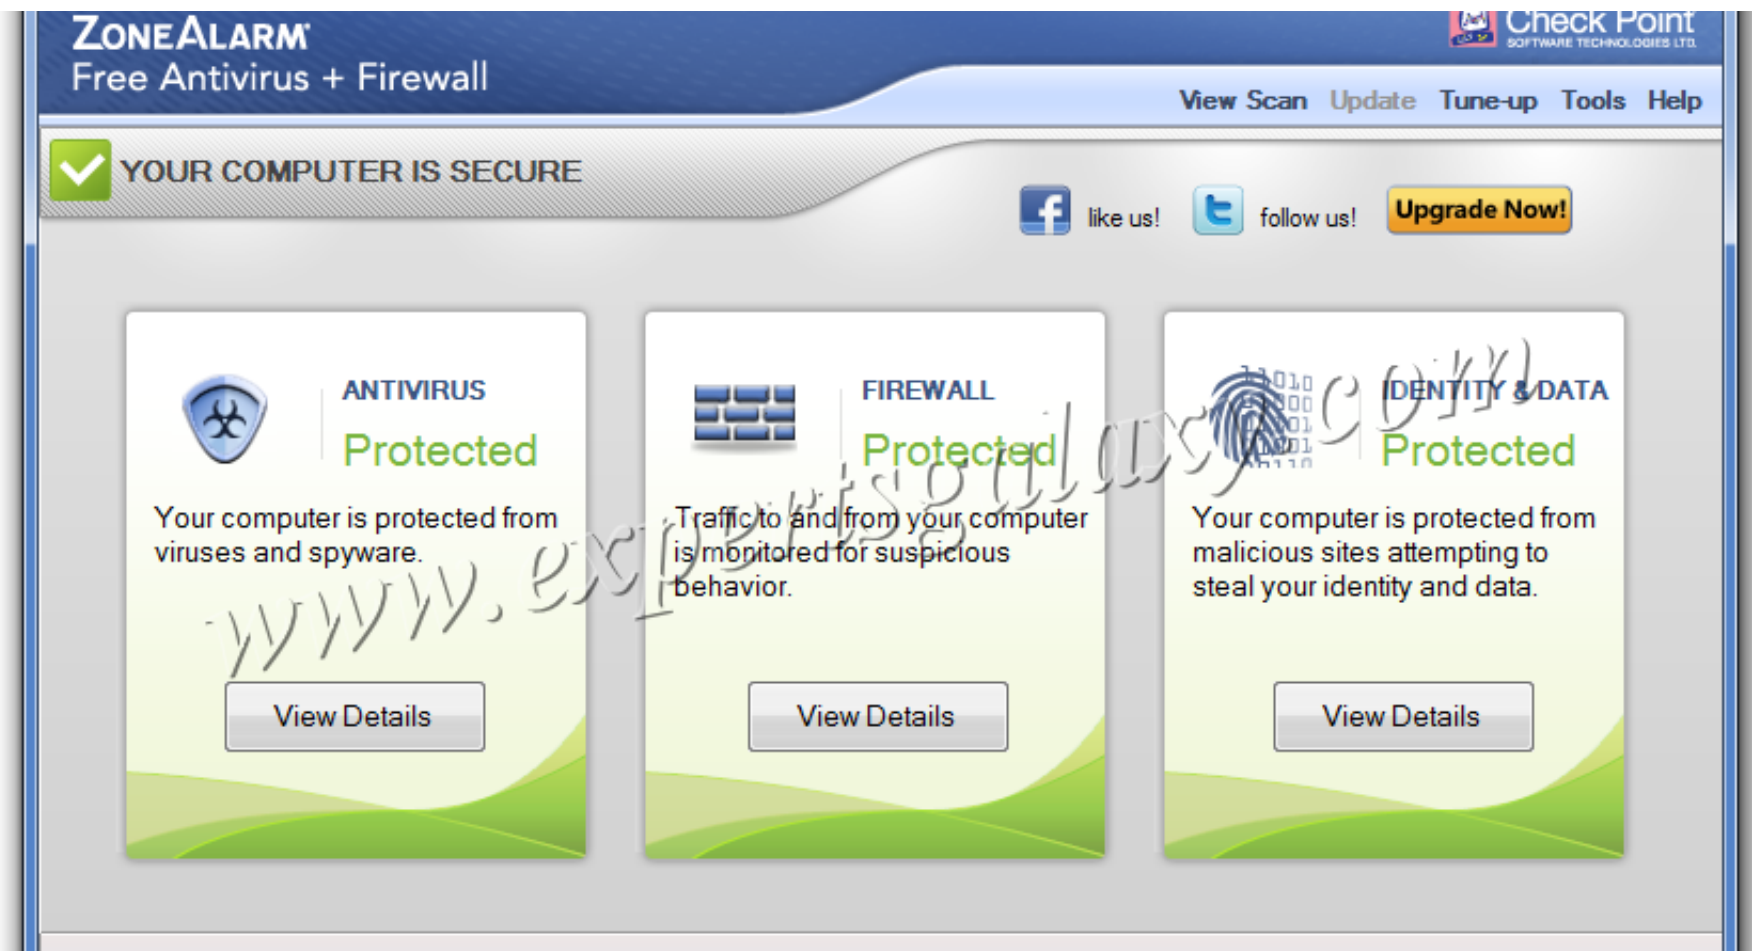 ZONEALARM
Free Antivirus + Firewall
Check Point
SOFTWARE TECHNOLOGIES LTD.
View Scan Update Tune-up Tools Help
YOUR COMPUTER IS SECURE
like us! follow us! Upgrade Now!
ANTIVIRUS
Protected
Your computer is protected from
viruses and spyware.
View Details
FIREWALL
Protected
Traffic to and from your computer
is monitored for suspicious
behavior.
View Details
IDENTITY & DATA
Protected
Your computer is protected from
malicious sites attempting to
steal your identity and data.
View Details
www.expertsgalaxy.com